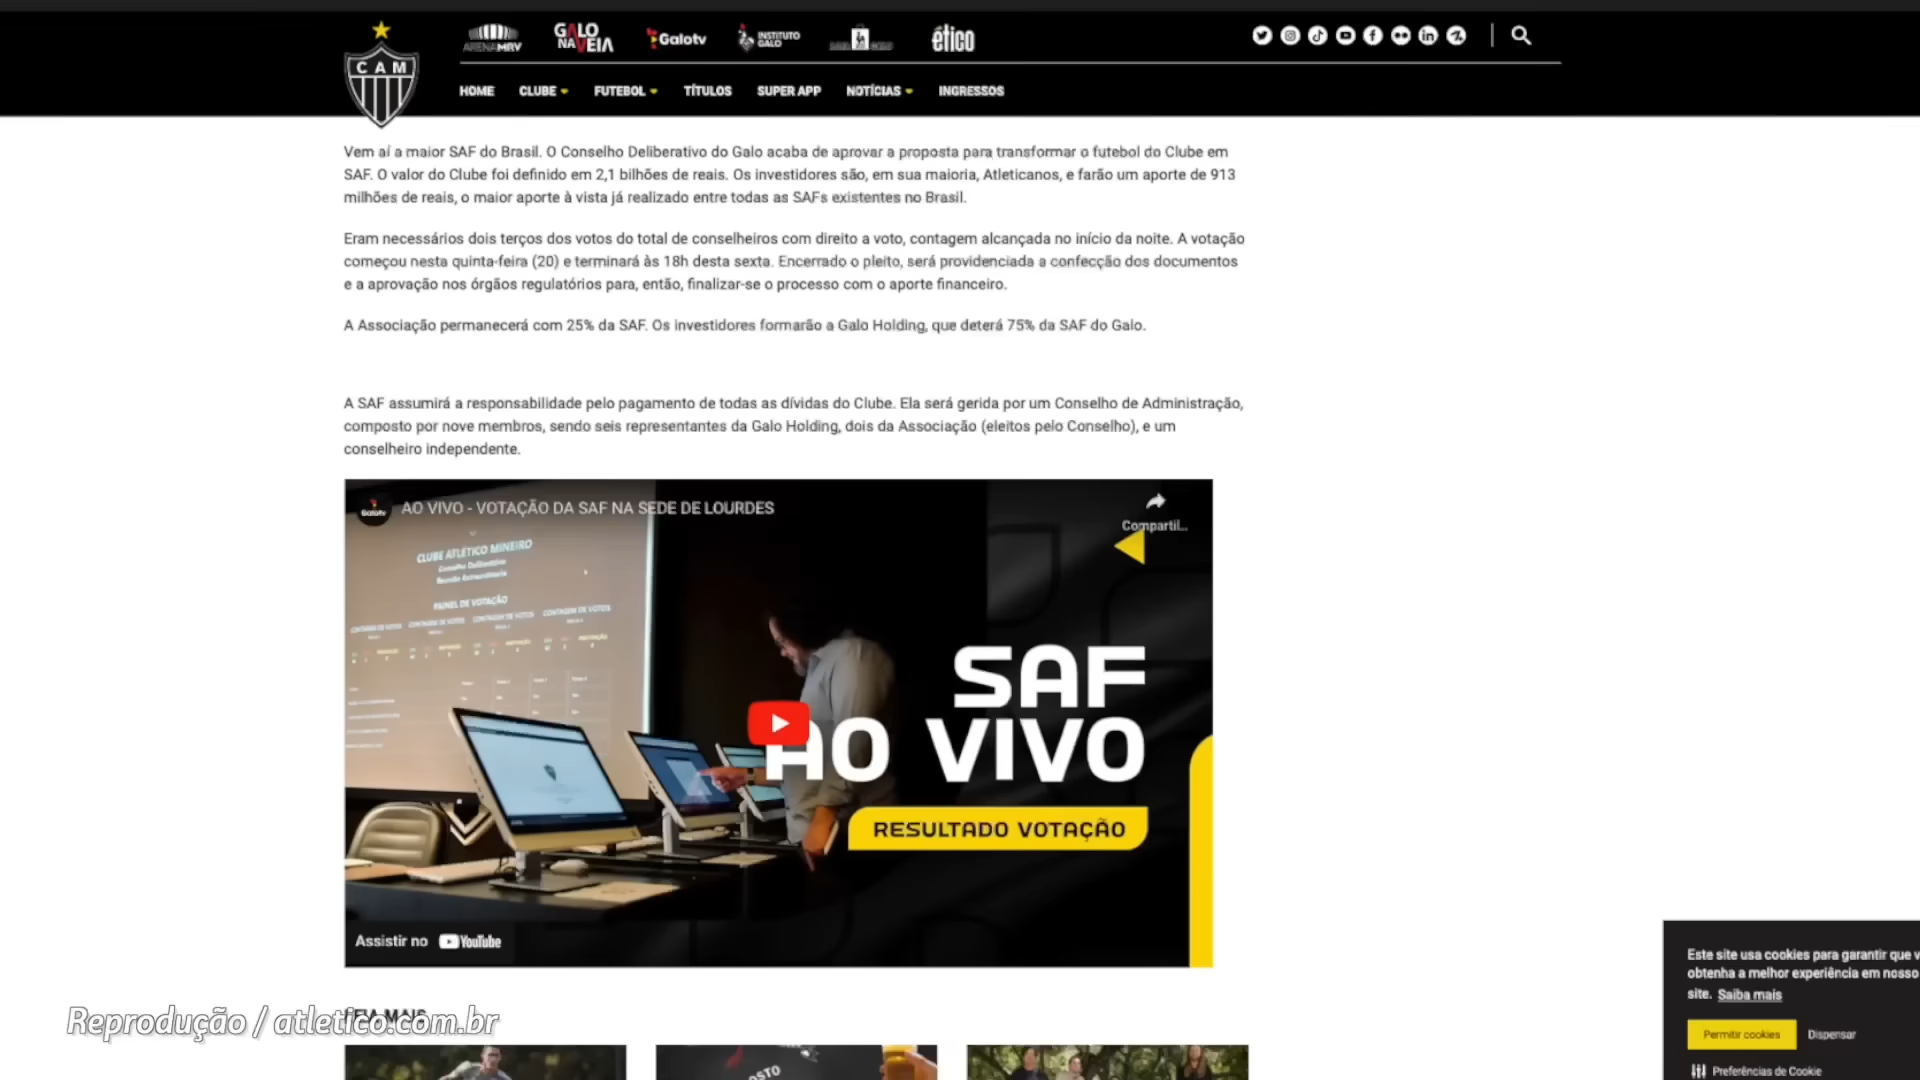 CAM
ARENA MRV
GALO NA VEIA
Galotv
INSTITUTO GALO
ético
HOME CLUBE FUTEBOL TÍTULOS SUPER APP NOTÍCIAS INGRESSOS
Vem aí a maior SAF do Brasil. O Conselho Deliberativo do Galo acaba de aprovar a proposta para transformar o futebol do Clube em
SAF. O valor do Clube foi definido em 2,1 bilhões de reais. Os investidores são, em sua maioria, Atleticanos, e farão um aporte de 913
milhões de reais, o maior aporte à vista já realizado entre todas as SAFs existentes no Brasil.
Eram necessários dois terços dos votos do total de conselheiros com direito a voto, contagem alcançada no início da noite. A votação
começou nesta quinta-feira (20) e terminará às 18h desta sexta. Encerrado o pleito, será providenciada a confecção dos documentos
e a aprovação nos órgãos regulatórios para, então, finalizar-se o processo com o aporte financeiro.
A Associação permanecerá com 25% da SAF. Os investidores formarão a Galo Holding, que deterá 75% da SAF do Galo.
A SAF assumirá a responsabilidade pelo pagamento de todas as dívidas do Clube. Ela será gerida por um Conselho de Administração,
composto por nove membros, sendo seis representantes da Galo Holding, dois da Associação (eleitos pelo Conselho), e um
conselheiro independente.
Galotv
AO VIVO - VOTAÇÃO DA SAF NA SEDE DE LOURDES
Compartil...
CLUBE ATLÉTICO MINEIRO
Conselho Deliberativo
Reunião Extraordinária
PAINEL DE VOTAÇÃO
CONTAGEM DE VOTOS CONTAGEM DE VOTOS CONTAGEM DE VOTOS CONTAGEM DE VOTOS
SAF
AO VIVO
RESULTADO VOTAÇÃO
Assistir no YouTube
LEIA MAIS
Reprodução / atletico.com.br
Este site usa cookies para garantir que v
obtenha a melhor experiência em nosso
site. Saiba mais
Permitir cookies Dispensar
Preferências de Cookie